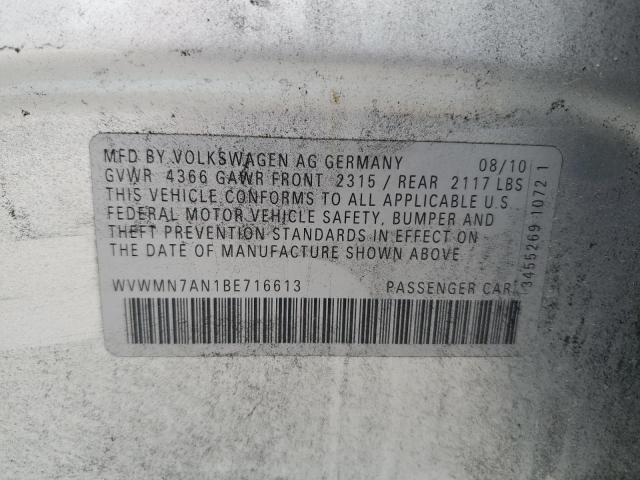 MFD BY VOLKSWAGEN AG GERMANY 08/10
GVWR 4366 GAWR FRONT 2315 / REAR 2117 LBS
THIS VEHICLE CONFORMS TO ALL APPLICABLE U.S.
FEDERAL MOTOR VEHICLE SAFETY, BUMPER AND
THEFT PREVENTION STANDARDS IN EFFECT ON
THE DATE OF MANUFACTURE SHOWN ABOVE
WVWMN7AN1BE716613 PASSENGER CAR
3455269 1072 1